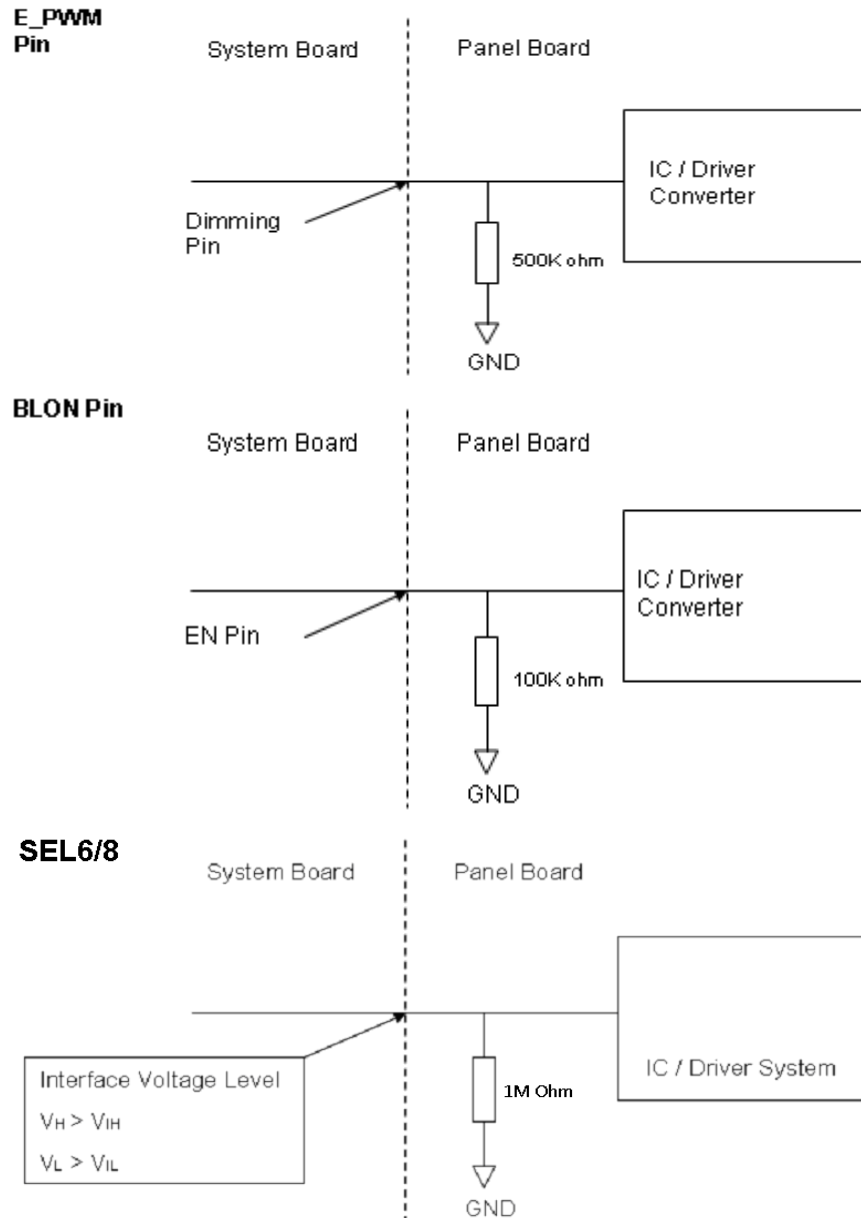 E_PWM
Pin
System Board
Panel Board
IC / Driver
Converter
Dimming
Pin
500K ohm
GND
BLON Pin
System Board
Panel Board
IC / Driver
Converter
EN Pin
100K ohm
GND
SEL6/8
System Board
Panel Board
Interface Voltage Level
VH > VIH
VL > VIL
1M Ohm
IC / Driver System
GND